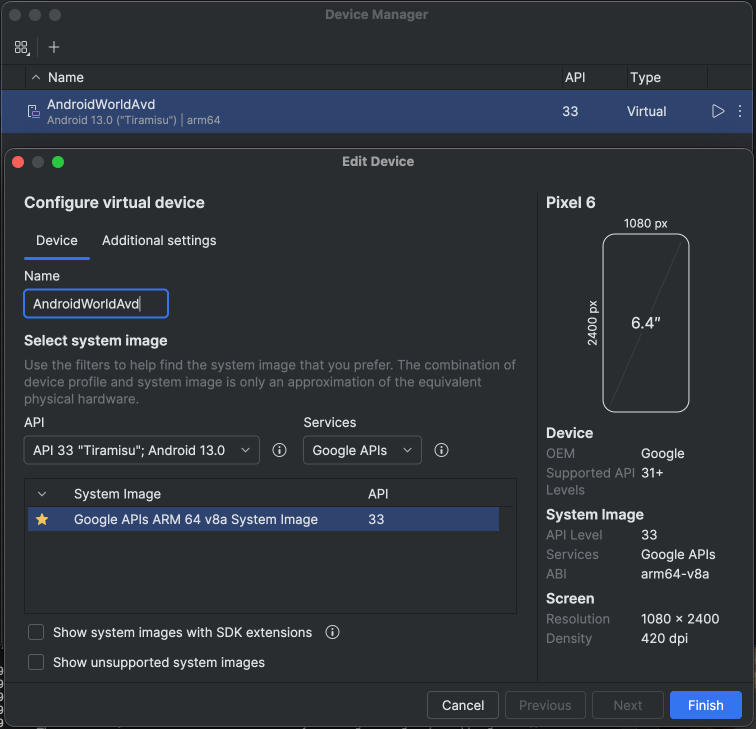 Device Manager
Name API Type
AndroidWorldAvd
Android 13.0 ("Tiramisu") | arm64
33 Virtual
Edit Device
Configure virtual device
Device Additional settings
Name
AndroidWorldAvd
Select system image
Use the filters to help find the system image that you prefer. The combination of
device profile and system image is only an approximation of the equivalent
physical hardware.
API Services
API 33 "Tiramisu"; Android 13.0 Google APIs
System Image API
Google APIs ARM 64 v8a System Image 33
Show system images with SDK extensions
Show unsupported system images
Pixel 6
1080 px
2400 px
6.4″
Device
OEM Google
Supported API 31+
Levels
System Image
API Level 33
Services Google APIs
ABI arm64-v8a
Screen
Resolution 1080 × 2400
Density 420 dpi
Cancel Previous Next Finish